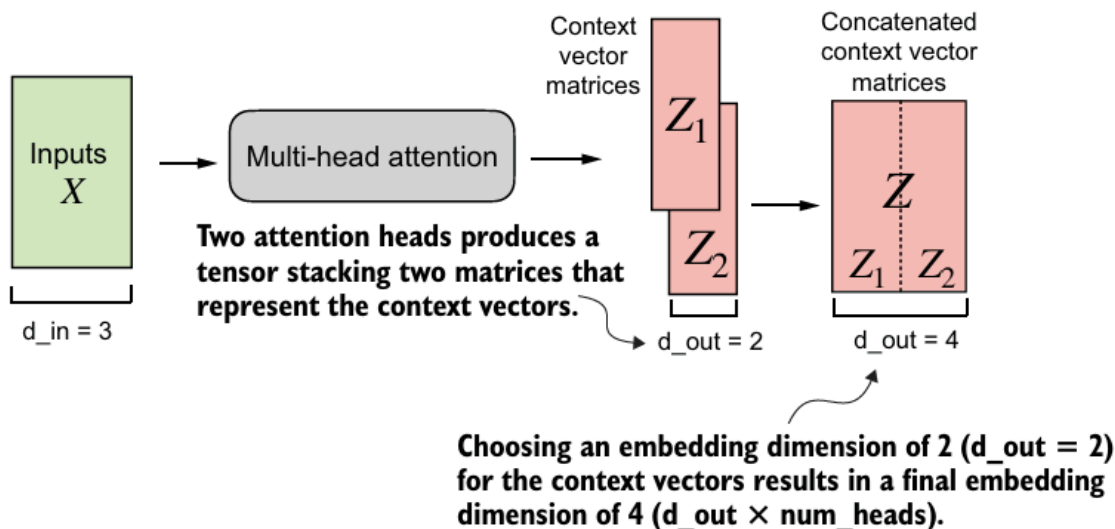 Inputs
X
d_in = 3
Multi-head attention
Two attention heads produces a
tensor stacking two matrices that
represent the context vectors.
Context
vector
matrices
Z₁
Z₂
d_out = 2
Concatenated
context vector
matrices
Z
Z₁ Z₂
d_out = 4
Choosing an embedding dimension of 2 (d_out = 2)
for the context vectors results in a final embedding
dimension of 4 (d_out × num_heads).